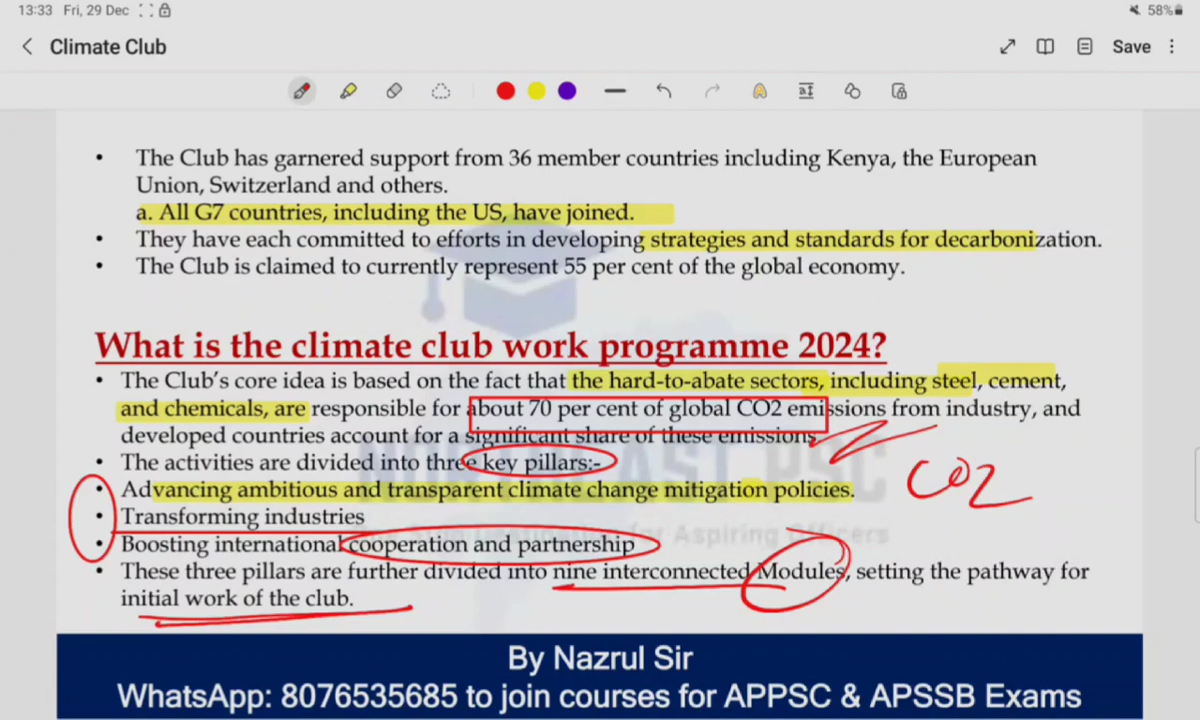 13:33 Fri, 29 Dec
58%
Climate Club
Save
• The Club has garnered support from 36 member countries including Kenya, the European
Union, Switzerland and others.
a. All G7 countries, including the US, have joined.
• They have each committed to efforts in developing strategies and standards for decarbonization.
• The Club is claimed to currently represent 55 per cent of the global economy.
What is the climate club work programme 2024?
• The Club's core idea is based on the fact that the hard-to-abate sectors, including steel, cement,
and chemicals, are responsible for about 70 per cent of global CO2 emissions from industry, and
developed countries account for a significant share of these emissions
• The activities are divided into three key pillars:-
• Advancing ambitious and transparent climate change mitigation policies.
CO2
• Transforming industries
• Boosting international cooperation and partnership
• These three pillars are further divided into nine interconnected Modules, setting the pathway for
initial work of the club.
NORTHEAST PSC
for Aspiring Officers
By Nazrul Sir
WhatsApp: 8076535685 to join courses for APPSC & APSSB Exams